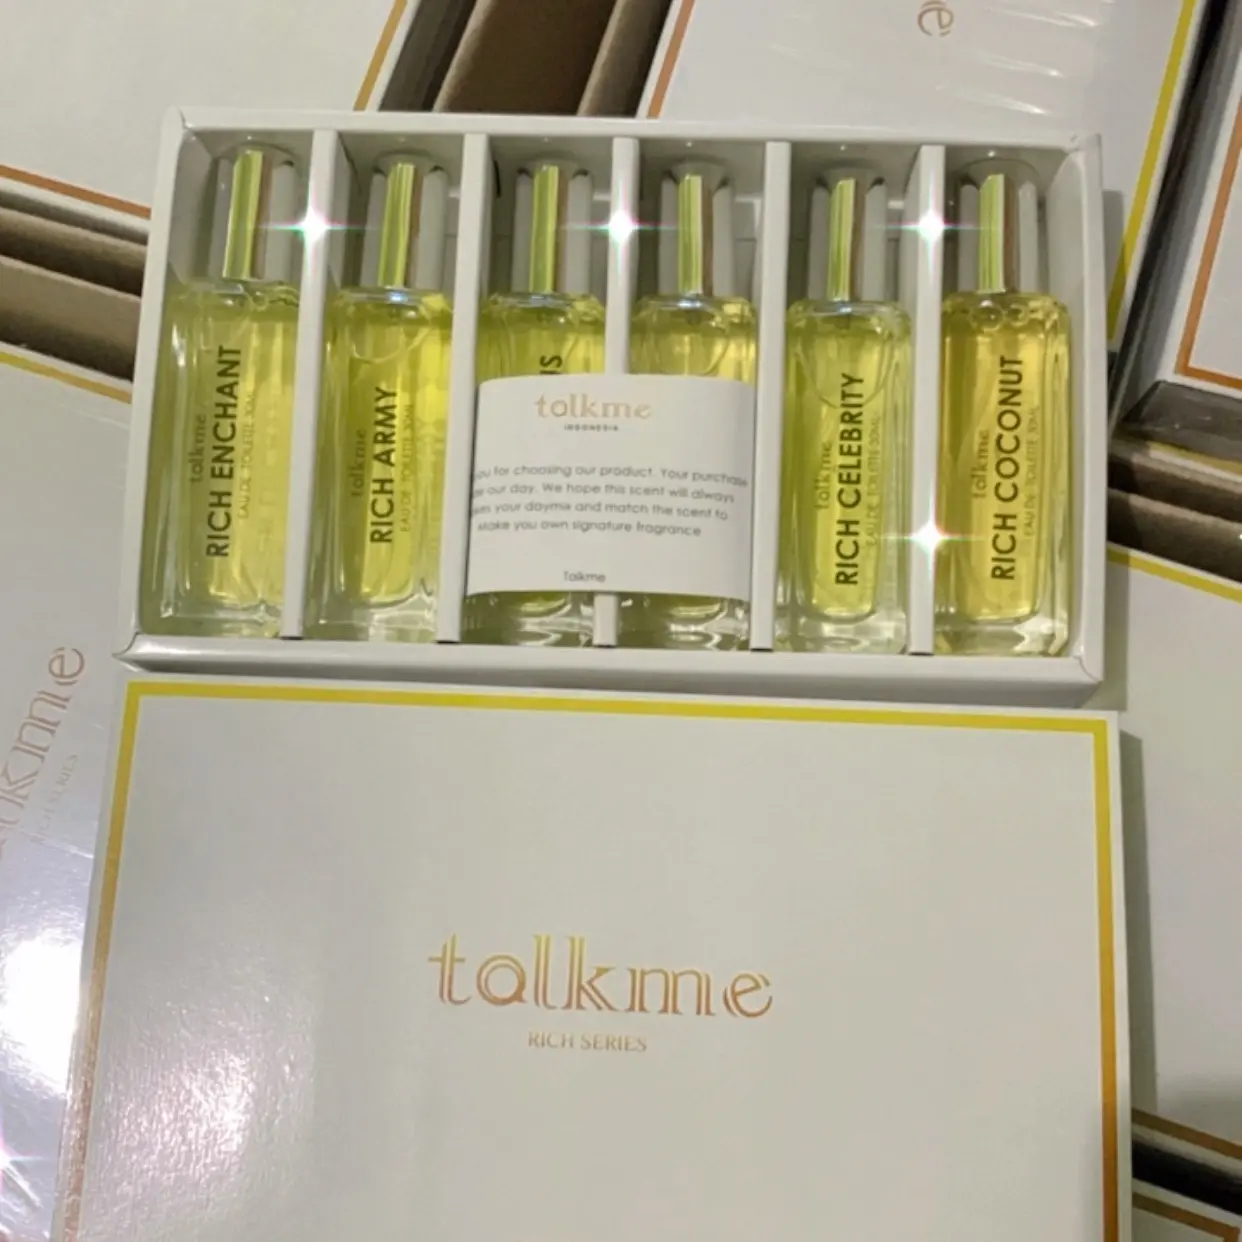 talkme
RICH ENCHANT
EAU DE TOILETTE 30ML
talkme
RICH ARMY
EAU DE TOILETTE 30ML
talkme
INDONESIA
for choosing our product. Your purchase
our day. We hope this scent will always
your daymix and match the scent to
Make you own signature fragrance
Talkme
talkme
RICH CELEBRITY
EAU DE TOILETTE 30ML
talkme
RICH COCONUT
EAU DE TOILETTE 30ML
talkme
RICH SERIES